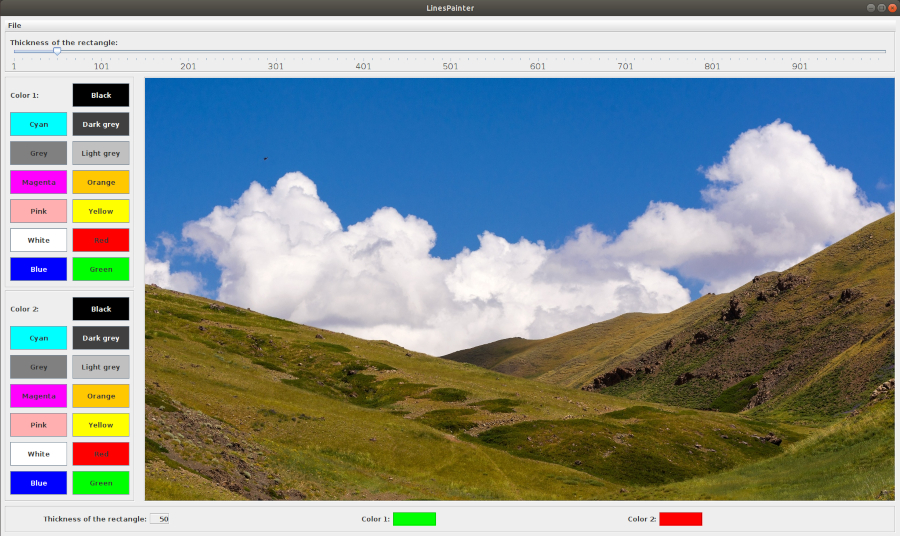 LinesPainter
File
Thickness of the rectangle:
1 101 201 301 401 501 601 701 801 901
Color 1: Black
Cyan Dark grey
Grey Light grey
Magenta Orange
Pink Yellow
White Red
Blue Green
Color 2: Black
Cyan Dark grey
Grey Light grey
Magenta Orange
Pink Yellow
White Red
Blue Green
Thickness of the rectangle: 50 Color 1: Color 2: